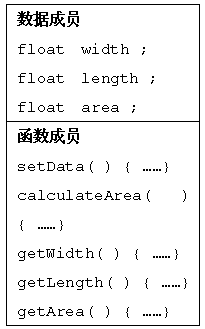 数据成员
float width ;
float length ;
float area ;
函数成员
setData( ) { ……}
calculateArea( )
{ ……}
getWidth( ) { ……}
getLength( ) { ……}
getArea( ) { ……}